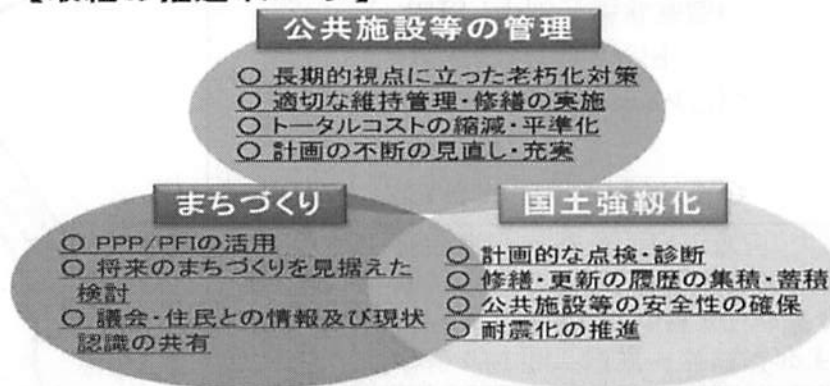 公共施設等の管理
○ 長期的視点に立った老朽化対策
○ 適切な維持管理・修繕の実施
○ トータルコストの縮減・平準化
○ 計画の不断の見直し・充実
まちづくり
○ PPP/PFIの活用
○ 将来のまちづくりを見据えた
検討
○ 議会・住民との情報及び現状
認識の共有
国土強靱化
○ 計画的な点検・診断
○ 修繕・更新の履歴の集積・蓄積
○ 公共施設等の安全性の確保
○ 耐震化の推進